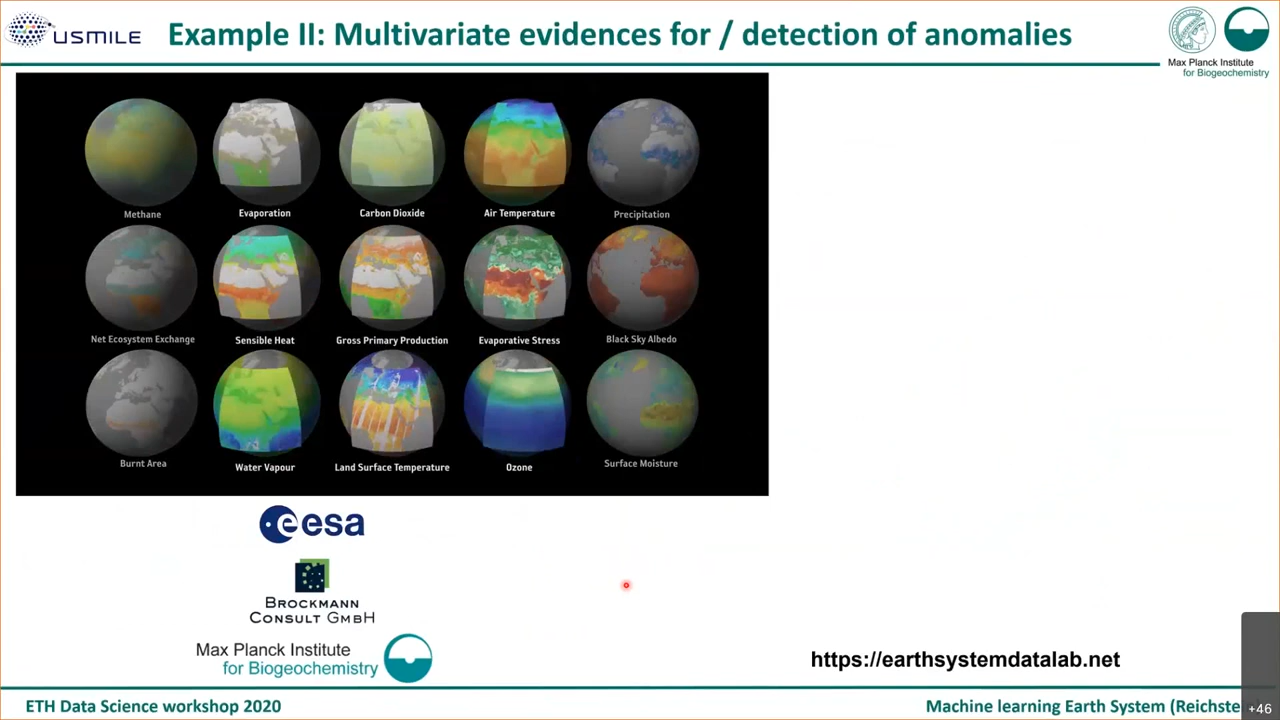 USMILE
Example II: Multivariate evidences for / detection of anomalies
Max Planck Institute
for Biogeochemistry
Methane
Evaporation
Carbon Dioxide
Air Temperature
Precipitation
Net Ecosystem Exchange
Sensible Heat
Gross Primary Production
Evaporative Stress
Black Sky Albedo
Burnt Area
Water Vapour
Land Surface Temperature
Ozone
Surface Moisture
esa
BROCKMANN
CONSULT GMBH
Max Planck Institute
for Biogeochemistry
https://earthsystemdatalab.net
ETH Data Science workshop 2020
Machine learning Earth System (Reichste
+46